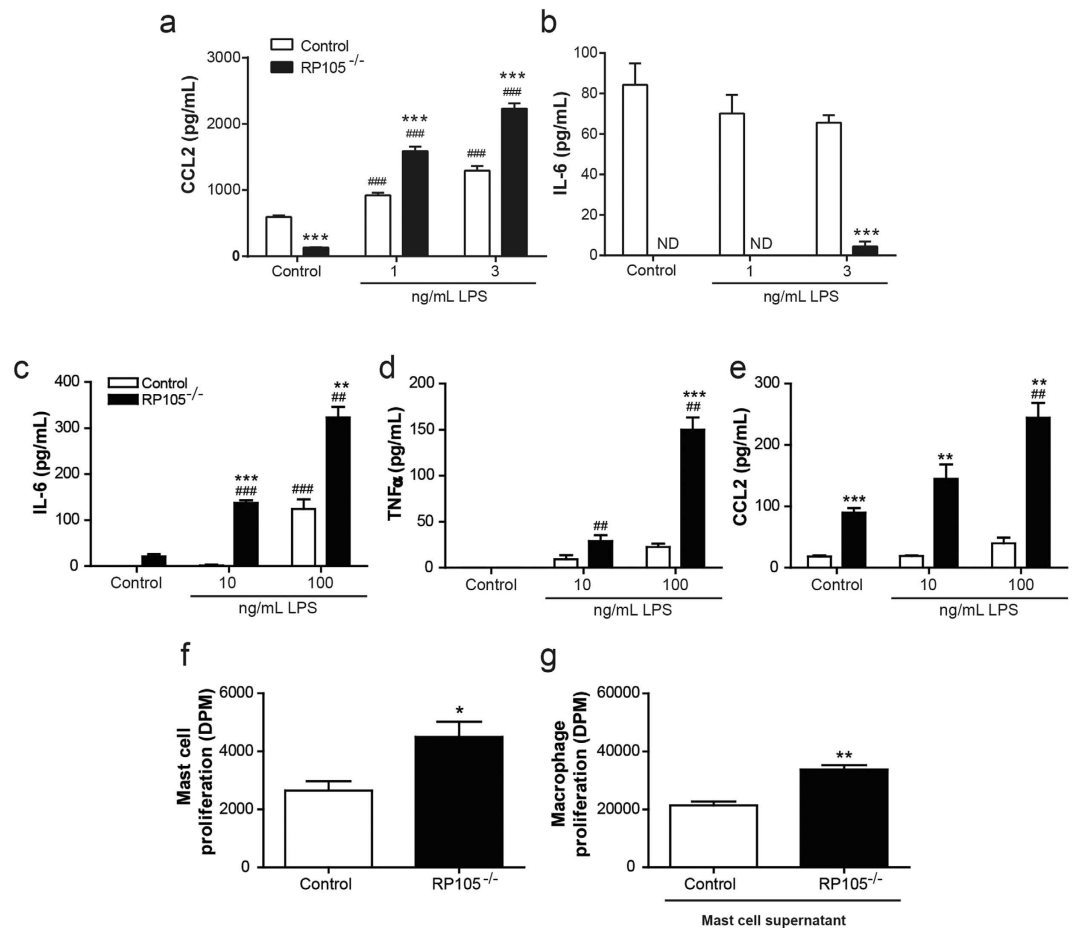 a
Control
RP105 -/-
CCL2 (pg/mL)
3000
2000
1000
0
***
###
###
***
###
***
###
Control
1
3
ng/mL LPS
b
IL-6 (pg/mL)
100
80
60
40
20
0
ND
ND
***
Control
1
3
ng/mL LPS
c
Control
RP105-/-
IL-6 (pg/mL)
400
300
200
100
0
***
###
###
**
##
Control
10
100
ng/mL LPS
d
TNFα (pg/mL)
200
150
100
50
0
##
***
##
Control
10
100
ng/mL LPS
e
CCL2 (pg/mL)
300
200
100
0
***
**
**
##
Control
10
100
ng/mL LPS
f
Mast cell
proliferation (DPM)
6000
4000
2000
0
*
Control
RP105-/-
g
Macrophage
proliferation (DPM)
60000
40000
20000
0
**
Control
RP105-/-
Mast cell supernatant